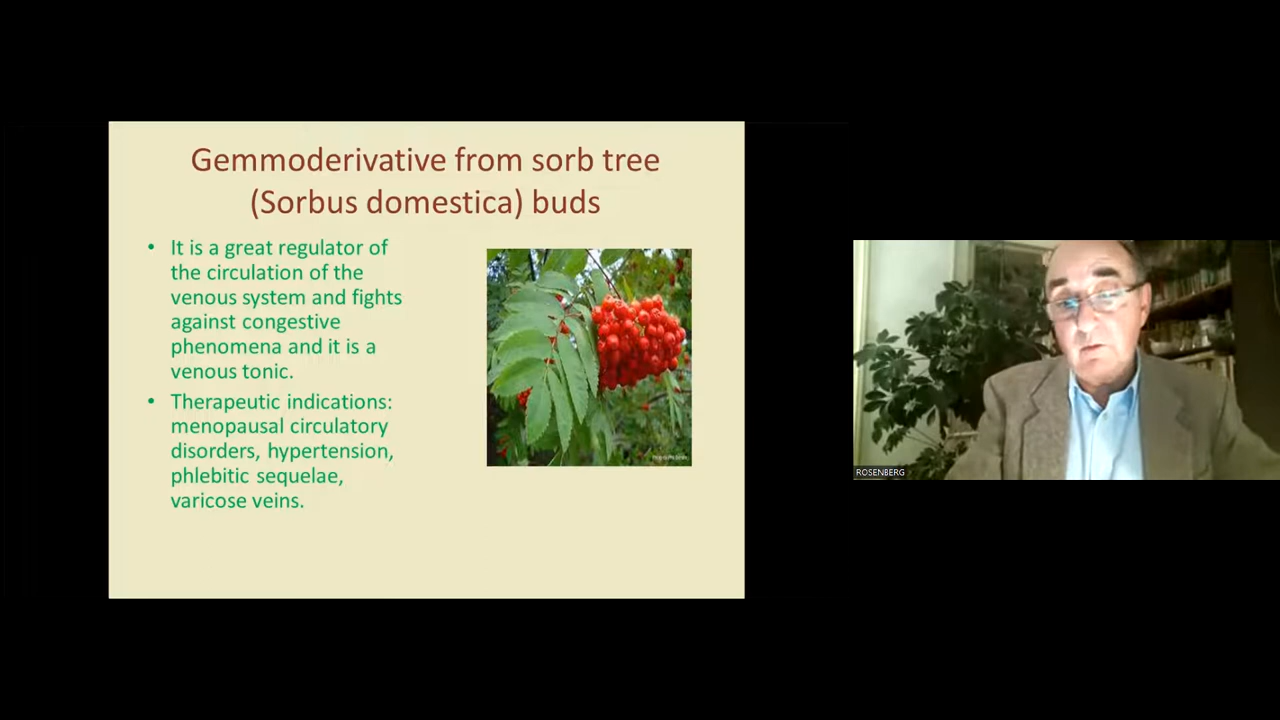 Gemmoderivative from sorb tree
(Sorbus domestica) buds
• It is a great regulator of
the circulation of the
venous system and fights
against congestive
phenomena and it is a
venous tonic.
• Therapeutic indications:
menopausal circulatory
disorders, hypertension,
phlebitic sequelae,
varicose veins.
ROSENBERG